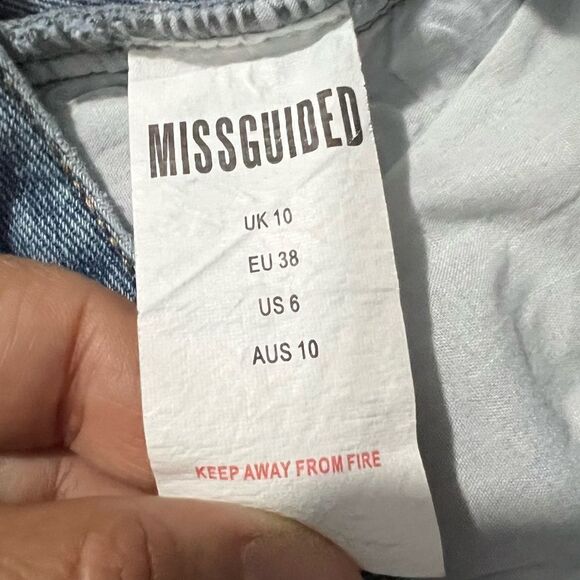 MISSGUIDED
UK 10
EU 38
US 6
AUS 10
KEEP AWAY FROM FIRE